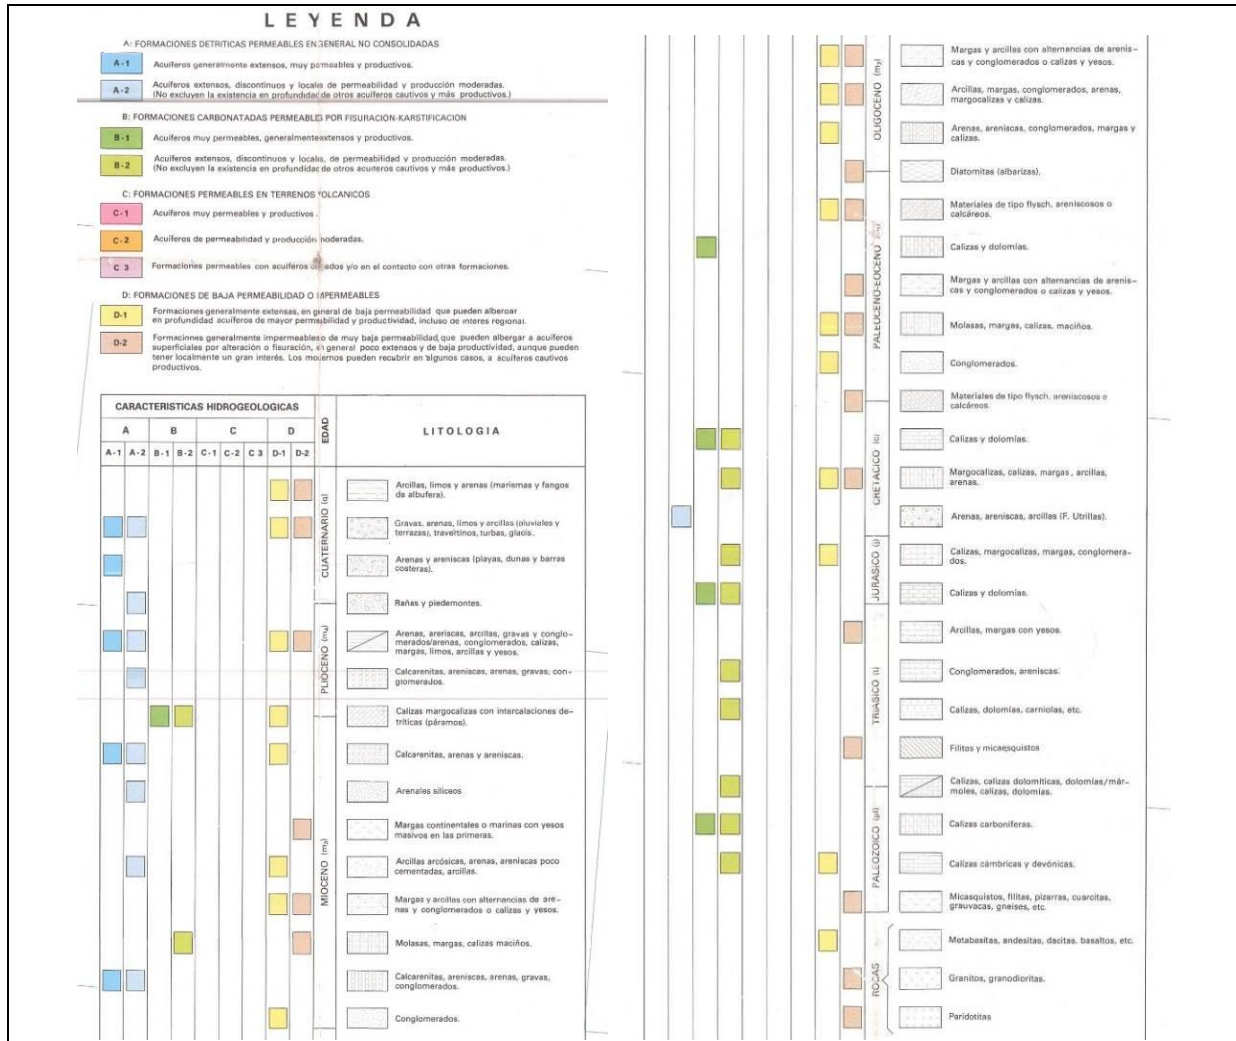 LEYENDA
A: FORMACIONES DETRITICAS PERMEABLES EN GENERAL NO CONSOLIDADAS
A-1 Acuíferos generalmente extensos, muy permeables y productivos.
A-2 Acuíferos extensos, discontinuos y locales de permeabilidad y producción moderadas.
(No excluyen la existencia en profundidad de otros acuíferos cautivos y más productivos.)
B: FORMACIONES CARBONATADAS PERMEABLES POR FISURACION-KARSTIFICACION
B-1 Acuíferos muy permeables, generalmente extensos y productivos.
B-2 Acuíferos extensos, discontinuos y locales, de permeabilidad y producción moderadas.
(No excluyen la existencia en profundidad de otros acuíferos cautivos y más productivos.)
C: FORMACIONES PERMEABLES EN TERRENOS VOLCANICOS
C-1 Acuíferos muy permeables y productivos.
C-2 Acuíferos de permeabilidad y producción moderadas.
C 3 Formaciones permeables con acuíferos y/o en el contacto con otras formaciones.
D: FORMACIONES DE BAJA PERMEABILIDAD O IMPERMEABLES
D-1 Formaciones generalmente extensas, en general de baja permeabilidad que pueden albergar
en profundidad acuíferos de mayor permeabilidad y productividad, incluso de interes regional.
D-2 Formaciones generalmente impermeables o de muy baja permeabilidad, que pueden albergar a acuíferos
superficiales por alteración o fisuración, en general poco extensos y de baja productividad, aunque pueden
tener localmente un gran interés. Los modernos pueden recubrir en algunos casos, a acuíferos cautivos
productivos.
CARACTERISTICAS HIDROGEOLOGICAS
EDAD
LITOLOGIA
A B C D
A-1 A-2 B-1 B-2 C-1 C-2 C 3 D-1 D-2
CUATERNARIO (q)
Arcillas, limos y arenas (marismas y fangos
de albufera).
Gravas, arenas, limos y arcillas (aluviales y
terrazas), travertinos, turbas, glacis.
Arenas y areniscas (playas, dunas y barras
costeras).
Rañas y piedemontes.
PLIOCENO
Arenas, areniscas, arcillas, gravas y conglo-
merados/arenas, conglomerados, calizas,
margas, limos, arcillas y yesos.
Calcarenitas, areniscas, arenas, gravas, con-
glomerados.
MIOCENO
Calizas margocalizas con intercalaciones de-
tríticas (páramos).
Calcarenitas, arenas y areniscas.
Arenales silíceos
Margas continentales o marinas con yesos
masivos en las primeras.
Arcillas arcósicas, arenas, areniscas poco
cementadas, arcillas.
Margas y arcillas con alternancias de are-
nas y conglomerados o calizas y yesos.
Molasas, margas, calizas maciños.
Calcarenitas, areniscas, arenas, gravas,
conglomerados.
Conglomerados.
OLIGOCENO
Margas y arcillas con alternancias de arenis-
cas y conglomerados o calizas y yesos.
Arcillas, margas, conglomerados, arenas,
margocalizas y calizas.
Arenas, areniscas, conglomerados, margas y
calizas.
Diatomitas (albarizas).
PALEOCENO-EOCENO
Materiales de tipo flysch, areniscosos o
calcáreos.
Calizas y dolomías.
Margas y arcillas con alternancias de arenis-
cas y conglomerados o calizas y yesos.
Molasas, margas, calizas, maciños.
Conglomerados.
Materiales de tipo flysch, areniscosos o
calcáreos.
CRETACICO (c)
Calizas y dolomías.
Margocalizas, calizas, margas, arcillas,
arenas.
Arenas, areniscas, arcillas (F. Utrillas).
JURASICO (j)
Calizas, margocalizas, margas, conglomera-
dos.
Calizas y dolomías.
TRIASICO (t)
Arcillas, margas con yesos.
Conglomerados, areniscas.
Calizas, dolomías, carniolas, etc.
Filitas y micaesquistos
PALEOZOICO (pl)
Calizas, calizas dolomíticas, dolomías/már-
moles, calizas, dolomías.
Calizas carboníferas.
Calizas cámbricas y devónicas.
Micasquistos, filitas, pizarras, cuarcitas,
grauvacas, gneises, etc.
ROCAS
Metabasitas, andesitas, dacitas, basaltos, etc.
Granitos, granodioritas.
Peridotitas